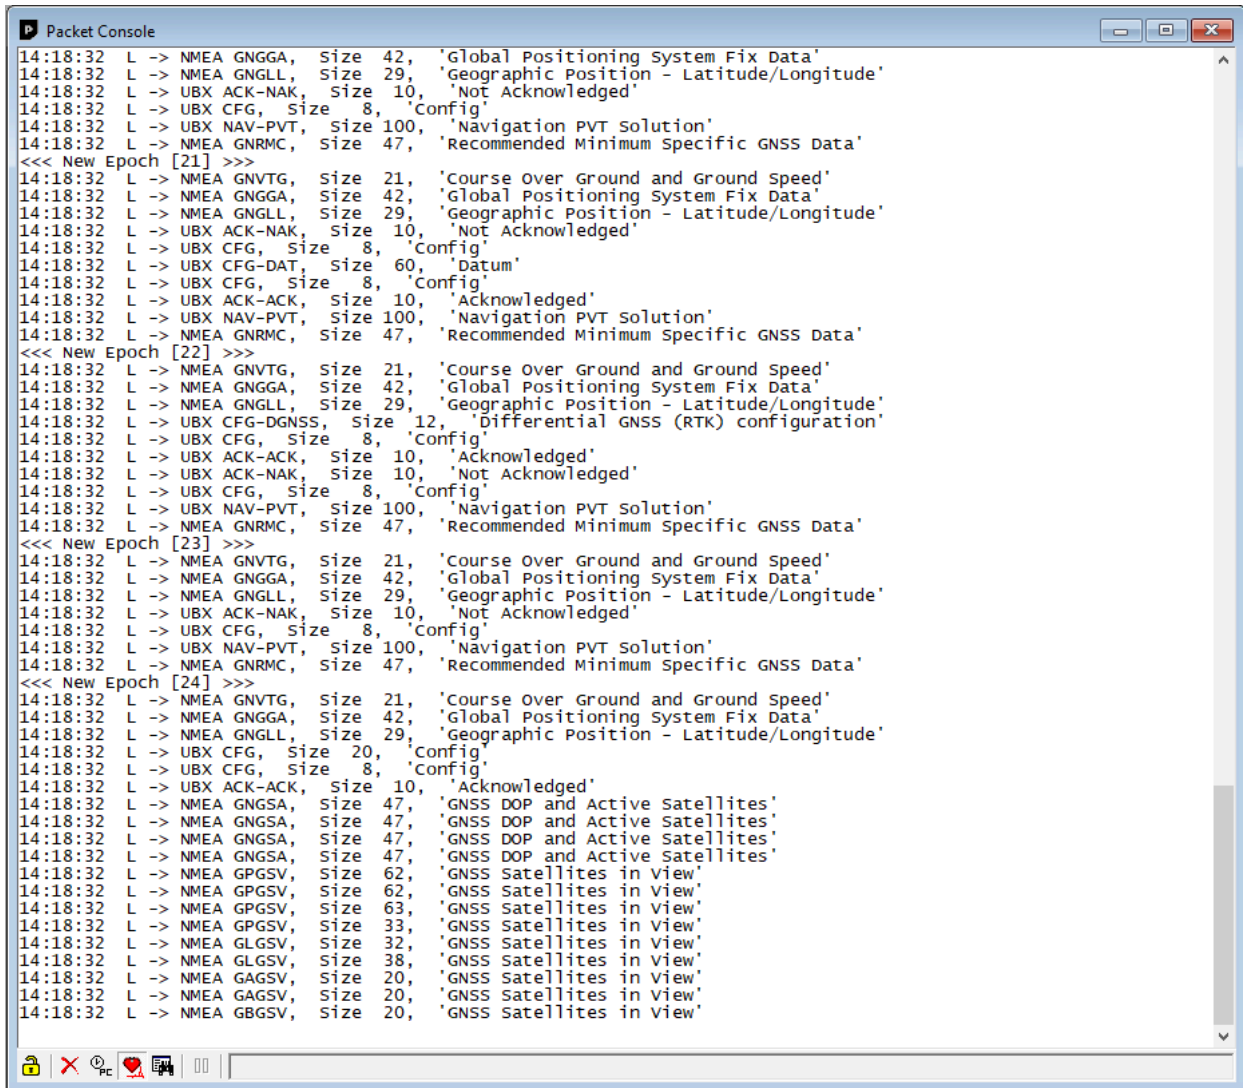 Packet Console
14:18:32  L -> NMEA GNGGA,  Size  42,  'Global Positioning System Fix Data'
14:18:32  L -> NMEA GNGLL,  Size  29,  'Geographic Position - Latitude/Longitude'
14:18:32  L -> UBX ACK-NAK,  Size  10,  'Not Acknowledged'
14:18:32  L -> UBX CFG,  Size   8,  'Config'
14:18:32  L -> UBX NAV-PVT,  Size 100,  'Navigation PVT Solution'
14:18:32  L -> NMEA GNRMC,  Size  47,  'Recommended Minimum Specific GNSS Data'
<<< New Epoch [21] >>>
14:18:32  L -> NMEA GNVTG,  Size  21,  'Course Over Ground and Ground Speed'
14:18:32  L -> NMEA GNGGA,  Size  42,  'Global Positioning System Fix Data'
14:18:32  L -> NMEA GNGLL,  Size  29,  'Geographic Position - Latitude/Longitude'
14:18:32  L -> UBX ACK-NAK,  Size  10,  'Not Acknowledged'
14:18:32  L -> UBX CFG,  Size   8,  'Config'
14:18:32  L -> UBX CFG-DAT,  Size  60,  'Datum'
14:18:32  L -> UBX CFG,  Size   8,  'Config'
14:18:32  L -> UBX ACK-ACK,  Size  10,  'Acknowledged'
14:18:32  L -> UBX NAV-PVT,  Size 100,  'Navigation PVT Solution'
14:18:32  L -> NMEA GNRMC,  Size  47,  'Recommended Minimum Specific GNSS Data'
<<< New Epoch [22] >>>
14:18:32  L -> NMEA GNVTG,  Size  21,  'Course Over Ground and Ground Speed'
14:18:32  L -> NMEA GNGGA,  Size  42,  'Global Positioning System Fix Data'
14:18:32  L -> NMEA GNGLL,  Size  29,  'Geographic Position - Latitude/Longitude'
14:18:32  L -> UBX CFG-DGNSS,  Size  12,  'Differential GNSS (RTK) configuration'
14:18:32  L -> UBX CFG,  Size   8,  'Config'
14:18:32  L -> UBX ACK-ACK,  Size  10,  'Acknowledged'
14:18:32  L -> UBX ACK-NAK,  Size  10,  'Not Acknowledged'
14:18:32  L -> UBX CFG,  Size   8,  'Config'
14:18:32  L -> UBX NAV-PVT,  Size 100,  'Navigation PVT Solution'
14:18:32  L -> NMEA GNRMC,  Size  47,  'Recommended Minimum Specific GNSS Data'
<<< New Epoch [23] >>>
14:18:32  L -> NMEA GNVTG,  Size  21,  'Course Over Ground and Ground Speed'
14:18:32  L -> NMEA GNGGA,  Size  42,  'Global Positioning System Fix Data'
14:18:32  L -> NMEA GNGLL,  Size  29,  'Geographic Position - Latitude/Longitude'
14:18:32  L -> UBX ACK-NAK,  Size  10,  'Not Acknowledged'
14:18:32  L -> UBX CFG,  Size   8,  'Config'
14:18:32  L -> UBX NAV-PVT,  Size 100,  'Navigation PVT Solution'
14:18:32  L -> NMEA GNRMC,  Size  47,  'Recommended Minimum Specific GNSS Data'
<<< New Epoch [24] >>>
14:18:32  L -> NMEA GNVTG,  Size  21,  'Course Over Ground and Ground Speed'
14:18:32  L -> NMEA GNGGA,  Size  42,  'Global Positioning System Fix Data'
14:18:32  L -> NMEA GNGLL,  Size  29,  'Geographic Position - Latitude/Longitude'
14:18:32  L -> UBX CFG,  Size  20,  'Config'
14:18:32  L -> UBX CFG,  Size   8,  'Config'
14:18:32  L -> UBX ACK-ACK,  Size  10,  'Acknowledged'
14:18:32  L -> NMEA GNGSA,  Size  47,  'GNSS DOP and Active Satellites'
14:18:32  L -> NMEA GNGSA,  Size  47,  'GNSS DOP and Active Satellites'
14:18:32  L -> NMEA GNGSA,  Size  47,  'GNSS DOP and Active Satellites'
14:18:32  L -> NMEA GNGSA,  Size  47,  'GNSS DOP and Active Satellites'
14:18:32  L -> NMEA GPGSV,  Size  62,  'GNSS Satellites in View'
14:18:32  L -> NMEA GPGSV,  Size  62,  'GNSS Satellites in View'
14:18:32  L -> NMEA GPGSV,  Size  63,  'GNSS Satellites in View'
14:18:32  L -> NMEA GPGSV,  Size  33,  'GNSS Satellites in View'
14:18:32  L -> NMEA GLGSV,  Size  32,  'GNSS Satellites in View'
14:18:32  L -> NMEA GLGSV,  Size  38,  'GNSS Satellites in View'
14:18:32  L -> NMEA GAGSV,  Size  20,  'GNSS Satellites in View'
14:18:32  L -> NMEA GAGSV,  Size  20,  'GNSS Satellites in View'
14:18:32  L -> NMEA GBGSV,  Size  20,  'GNSS Satellites in View'
PC